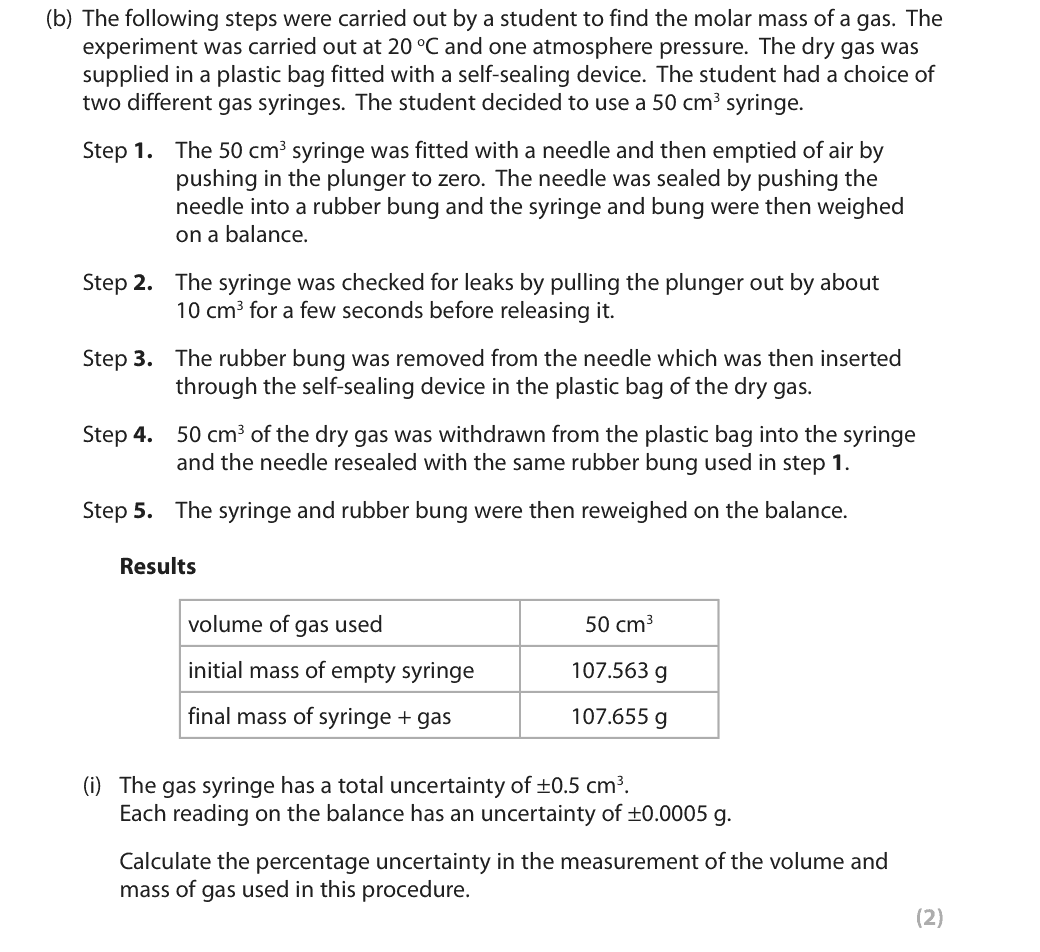 (b) The following steps were carried out by a student to find the molar mass of a gas. The
experiment was carried out at 20 °C and one atmosphere pressure. The dry gas was
supplied in a plastic bag fitted with a self-sealing device. The student had a choice of
two different gas syringes. The student decided to use a 50 cm³ syringe.
Step 1. The 50 cm³ syringe was fitted with a needle and then emptied of air by
pushing in the plunger to zero. The needle was sealed by pushing the
needle into a rubber bung and the syringe and bung were then weighed
on a balance.
Step 2. The syringe was checked for leaks by pulling the plunger out by about
10 cm³ for a few seconds before releasing it.
Step 3. The rubber bung was removed from the needle which was then inserted
through the self-sealing device in the plastic bag of the dry gas.
Step 4. 50 cm³ of the dry gas was withdrawn from the plastic bag into the syringe
and the needle resealed with the same rubber bung used in step 1.
Step 5. The syringe and rubber bung were then reweighed on the balance.
Results
volume of gas used 50 cm³
initial mass of empty syringe 107.563 g
final mass of syringe + gas 107.655 g
(i) The gas syringe has a total uncertainty of ±0.5 cm³.
Each reading on the balance has an uncertainty of ±0.0005 g.
Calculate the percentage uncertainty in the measurement of the volume and
mass of gas used in this procedure.
(2)